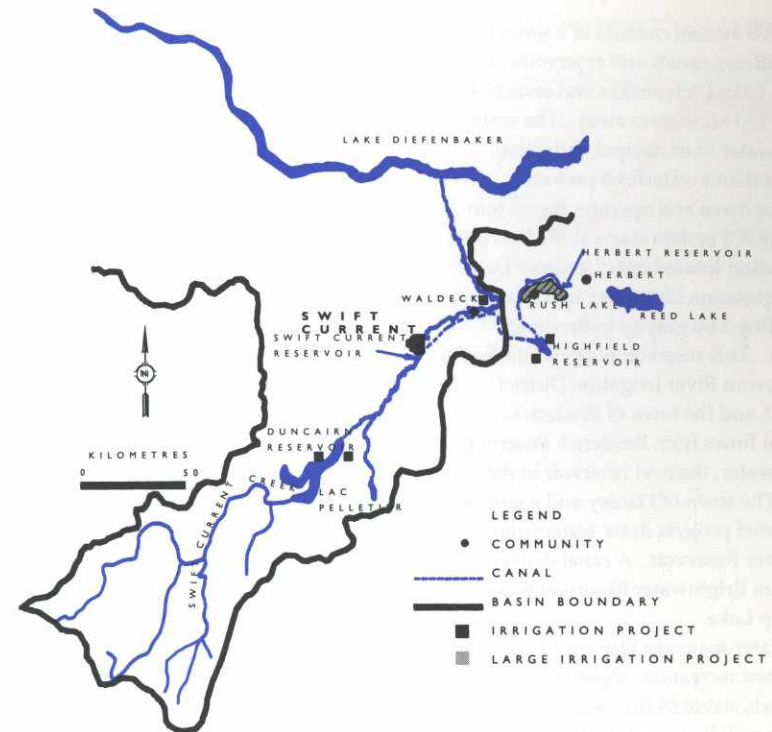 LAKE DIEFENBAKER
HERBERT RESERVOIR
HERBERT
WALDECK
RUSH LAKE
REED LAKE
SWIFT
CURRENT
SWIFT CURRENT
RESERVOIR
HIGHFIELD
RESERVOIR
N
DUNCAIRN
RESERVOIR
KILOMETRES
0 50
LAC
PELLETIER
SWIFT CURRENT CREEK
LEGEND
COMMUNITY
CANAL
BASIN BOUNDARY
IRRIGATION PROJECT
LARGE IRRIGATION PROJECT